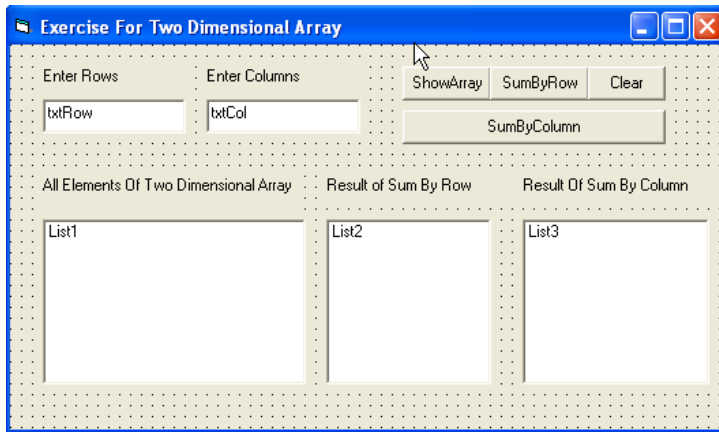 Exercise For Two Dimensional Array
Enter Rows
Enter Columns
ShowArray
SumByRow
Clear
txtRow
txtCol
SumByColumn
All Elements Of Two Dimensional Array
Result of Sum By Row
Result Of Sum By Column
List1
List2
List3